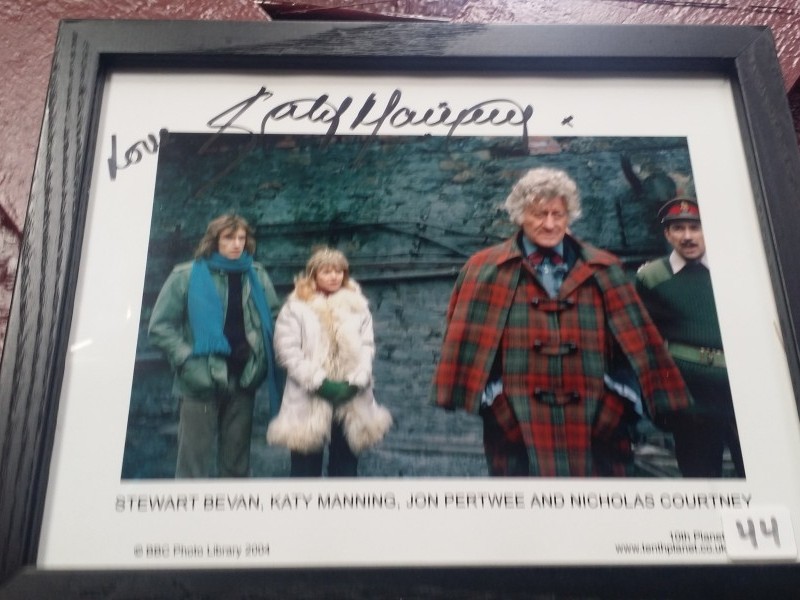 Love Katy Manning x
STEWART BEVAN, KATY MANNING, JON PERTWEE AND NICHOLAS COURTNEY
© BBC Photo Library 2004
10th Planet
www.tenthplanet.co.uk
44